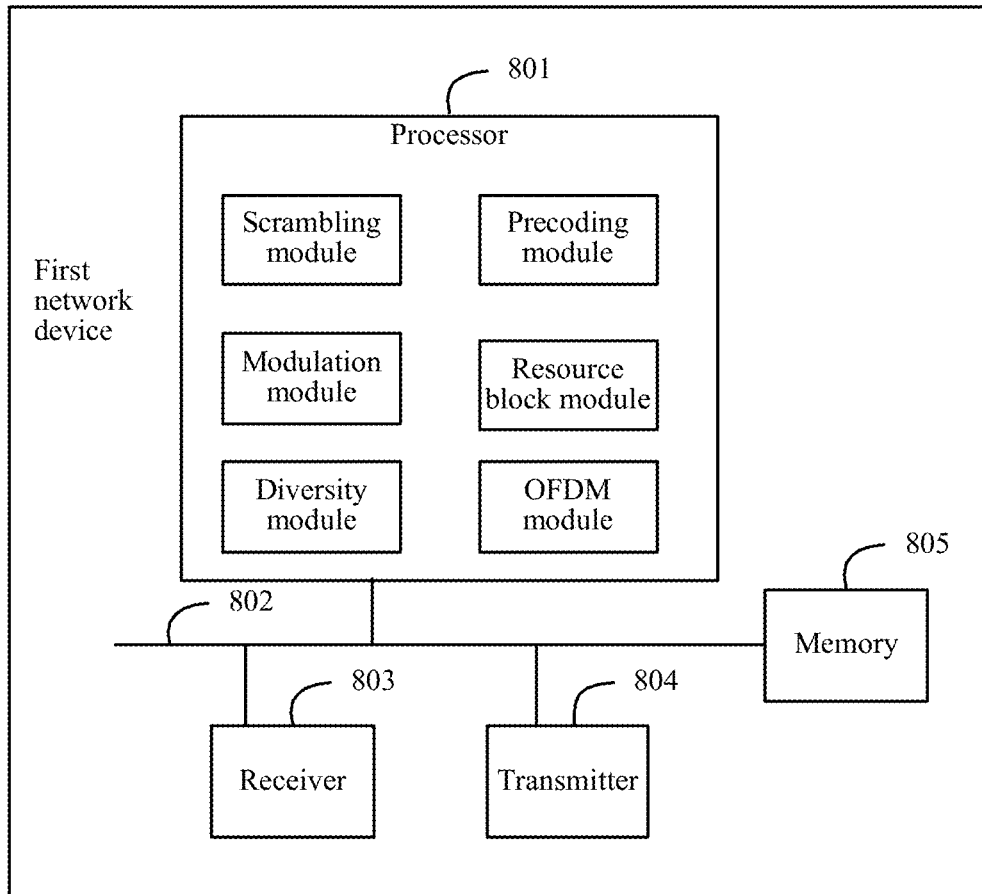 801
Processor
Scrambling
module
Precoding
module
First
network
device
Modulation
module
Resource
block module
Diversity
module
OFDM
module
805
802
Memory
803
804
Receiver
Transmitter